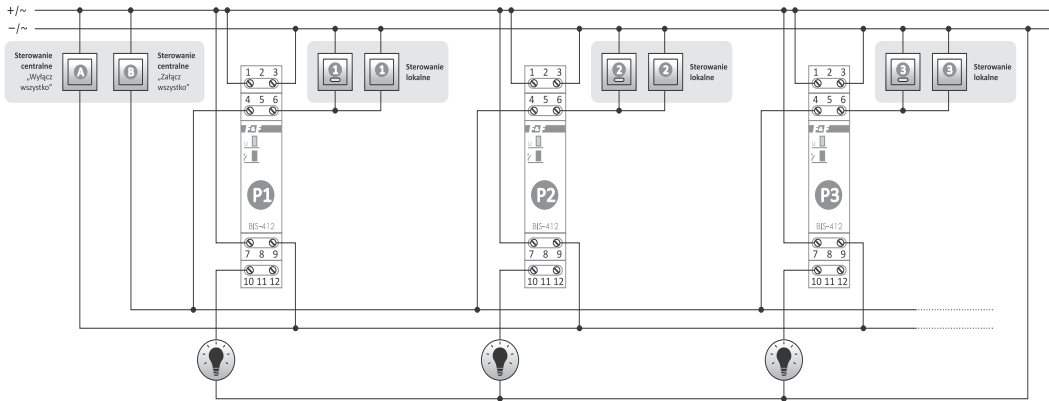 +/~
−/~
Sterowanie
centralne
„Wyłącz
wszystko"
A
B
Sterowanie
centralne
„Załącz
wszystko"
1 2 3
4 5 6
F&F
U
P1
BIS-412
7 8 9
10 11 12
1
1
Sterowanie
lokalne
1 2 3
4 5 6
F&F
U
P2
BIS-412
7 8 9
10 11 12
2
2
Sterowanie
lokalne
1 2 3
4 5 6
F&F
U
P3
BIS-412
7 8 9
10 11 12
3
3
Sterowanie
lokalne